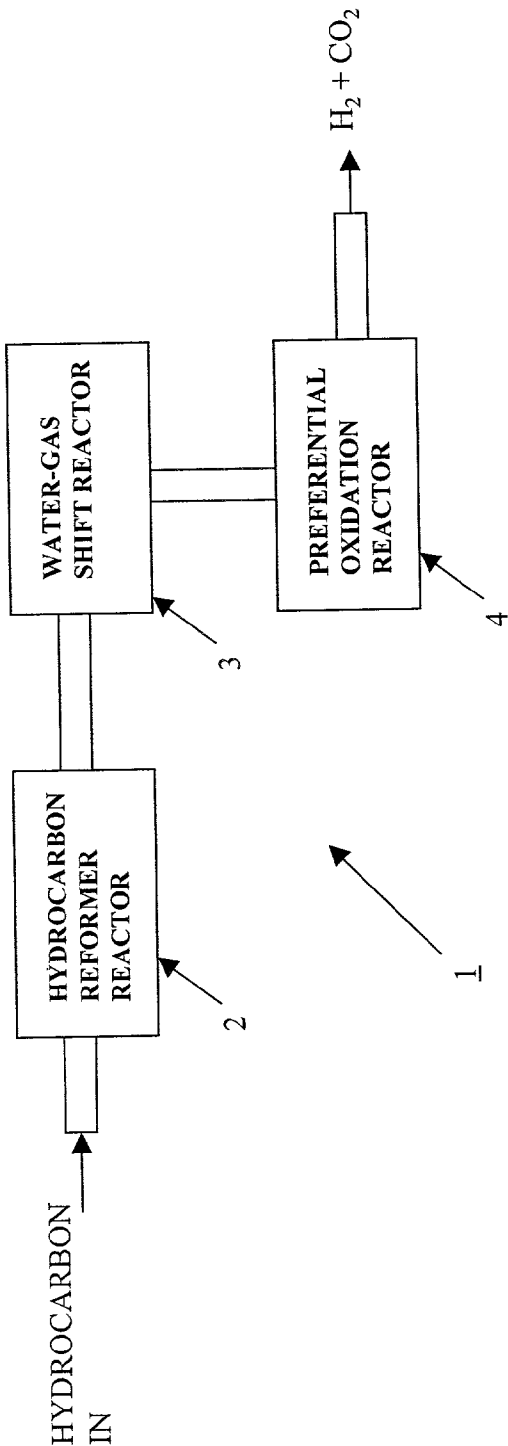 HYDROCARBON
IN
HYDROCARBON
REFORMER
REACTOR
2
WATER-GAS
SHIFT REACTOR
3
PREFERENTIAL
OXIDATION
REACTOR
4
H₂ + CO₂
1